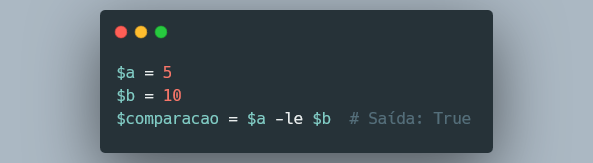 $a = 5
$b = 10
$comparacao = $a -le $b  # Saída: True